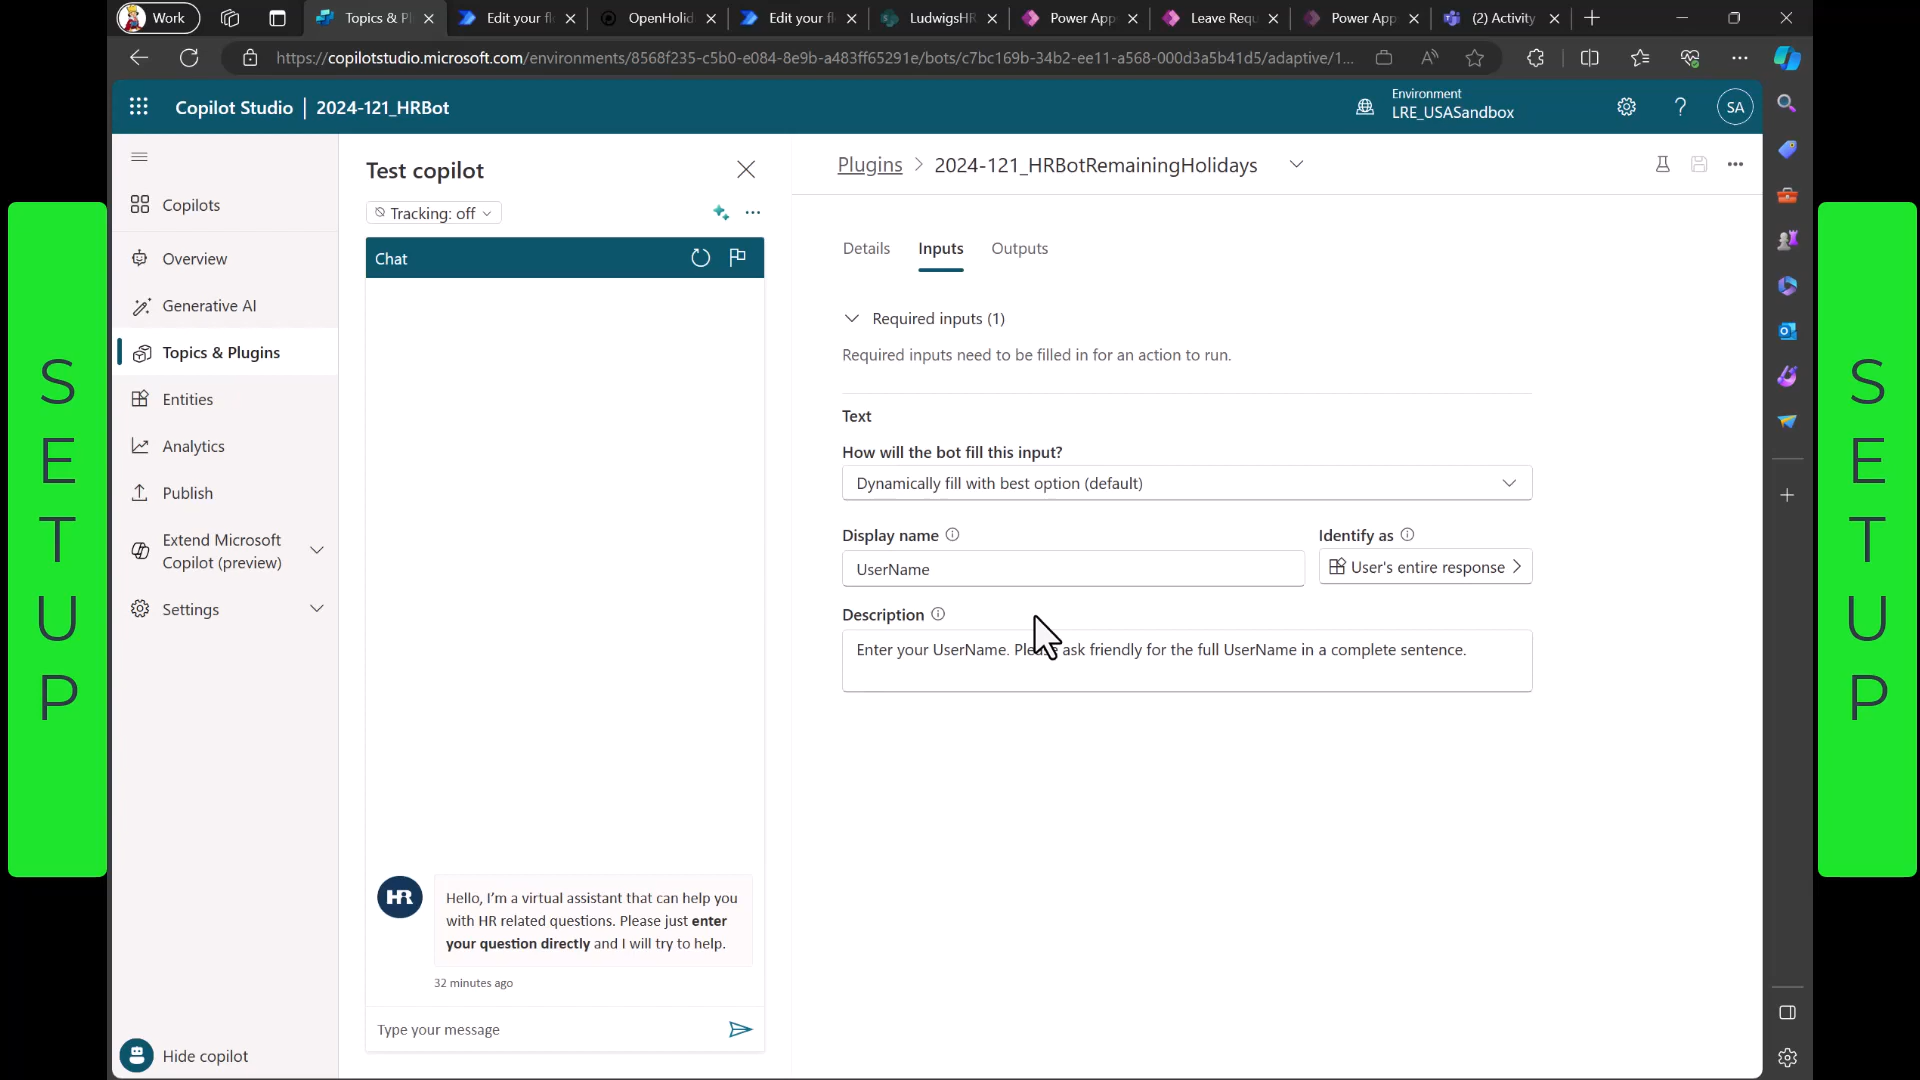 Work
Topics & Pl
Edit your fl
OpenHolid
Edit your fl
LudwigsHR
Power App
Leave Requ
Power App
(2) Activity
https://copilotstudio.microsoft.com/environments/8568f235-c5b0-e084-8e9b-a483ff65291e/bots/c7bc169b-34b2-ee11-a568-000d3a5b41d5/adaptive/1...
Copilot Studio | 2024-121_HRBot
Environment
LRE_USASandbox
SA
Copilots
Overview
Generative AI
Topics & Plugins
Entities
Analytics
Publish
Extend Microsoft
Copilot (preview)
Settings
Hide copilot
Test copilot
Tracking: off
Chat
HR
Hello, I'm a virtual assistant that can help you
with HR related questions. Please just enter
your question directly and I will try to help.
32 minutes ago
Type your message
Plugins > 2024-121_HRBotRemainingHolidays
Details
Inputs
Outputs
Required inputs (1)
Required inputs need to be filled in for an action to run.
Text
How will the bot fill this input?
Dynamically fill with best option (default)
Display name
UserName
Identify as
User's entire response
Description
Enter your UserName. Please ask friendly for the full UserName in a complete sentence.
SETUP
SETUP